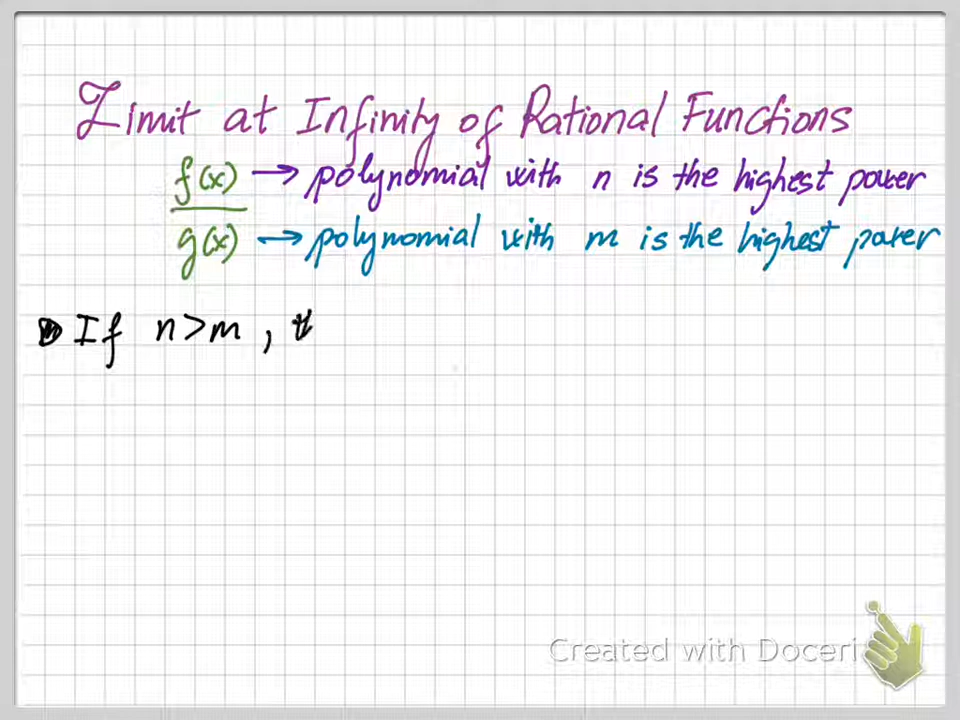 Limit at Infinity of Rational Functions
f(x) → polynomial with n is the highest power
g(x) → polynomial with m is the highest power
If n>m ,
Created with Doceri